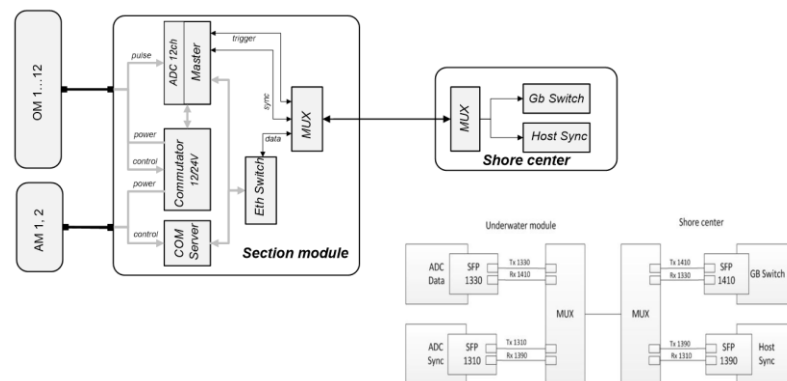 OM 1... 12
AM 1, 2
pulse
power
control
power
control
ADC 12ch
Master
Commutator
12/24V
COM
Server
trigger
sync
data
Eth Switch
MUX
Section module
MUX
Gb Switch
Host Sync
Shore center
Underwater module
Shore center
ADC
Data
SFP
1330
Tx 1330
Rx 1410
ADC
Sync
SFP
1310
Tx 1310
Rx 1390
MUX
MUX
Tx 1410
Rx 1330
SFP
1410
GB Switch
Tx 1390
Rx 1310
SFP
1390
Host
Sync